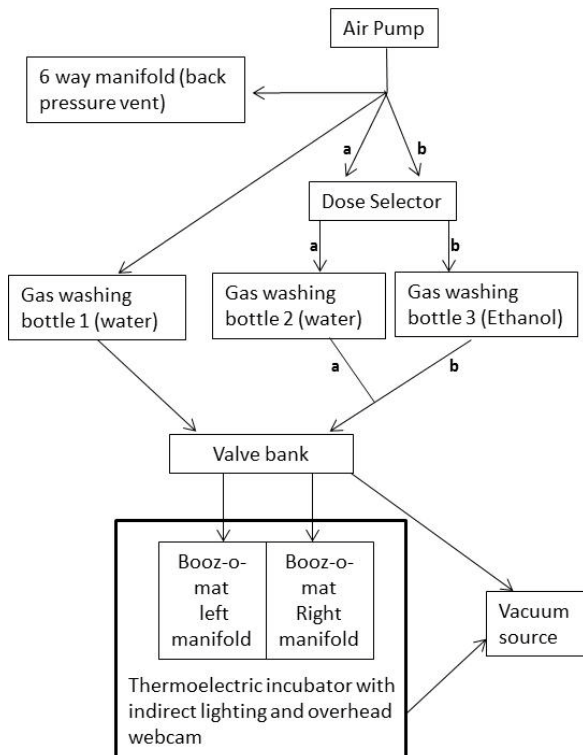 Air Pump
6 way manifold (back
pressure vent)
a
b
Dose Selector
a
b
Gas washing
bottle 1 (water)
Gas washing
bottle 2 (water)
Gas washing
bottle 3 (Ethanol)
a
b
Valve bank
Booz-o-
mat
left
manifold
Booz-o-
mat
Right
manifold
Vacuum
source
Thermoelectric incubator with
indirect lighting and overhead
webcam